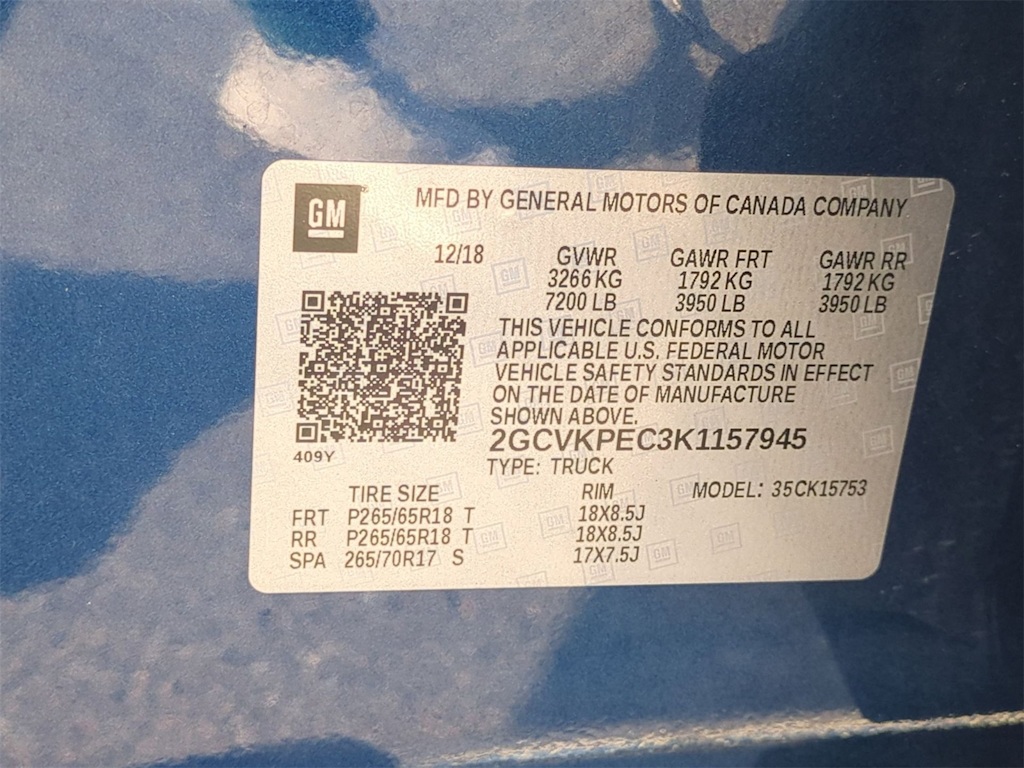 GM
MFD BY GENERAL MOTORS OF CANADA COMPANY
12/18 GVWR GAWR FRT GAWR RR
3266 KG 1792 KG 1792 KG
7200 LB 3950 LB 3950 LB
THIS VEHICLE CONFORMS TO ALL
APPLICABLE U.S. FEDERAL MOTOR
VEHICLE SAFETY STANDARDS IN EFFECT
ON THE DATE OF MANUFACTURE
SHOWN ABOVE.
2GCVKPEC3K1157945
409Y
TYPE: TRUCK
TIRE SIZE RIM MODEL: 35CK15753
FRT P265/65R18 T 18X8.5J
RR P265/65R18 T 18X8.5J
SPA 265/70R17 S 17X7.5J